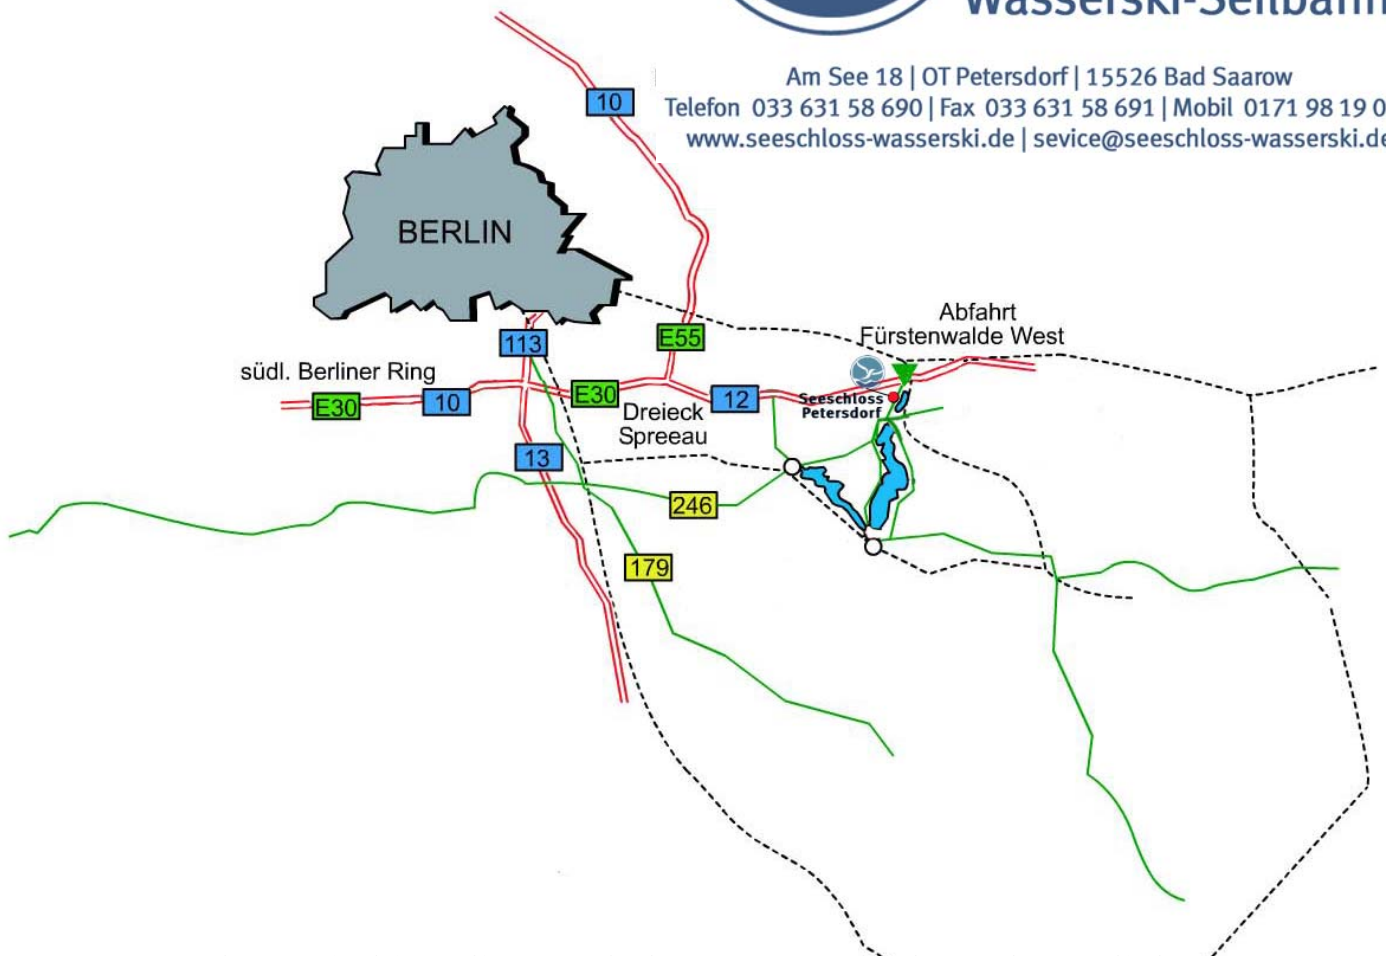 Wasserski-Seilbahn
Am See 18 | OT Petersdorf | 15526 Bad Saarow
Telefon 033 631 58 690 | Fax 033 631 58 691 | Mobil 0171 98 19 0
www.seeschloss-wasserski.de | sevice@seeschloss-wasserski.de
10
BERLIN
Abfahrt
Fürstenwalde West
113
E55
südl. Berliner Ring
E30
10
E30
12
Seeschloss
Petersdorf
Dreieck
Spreeau
13
246
179